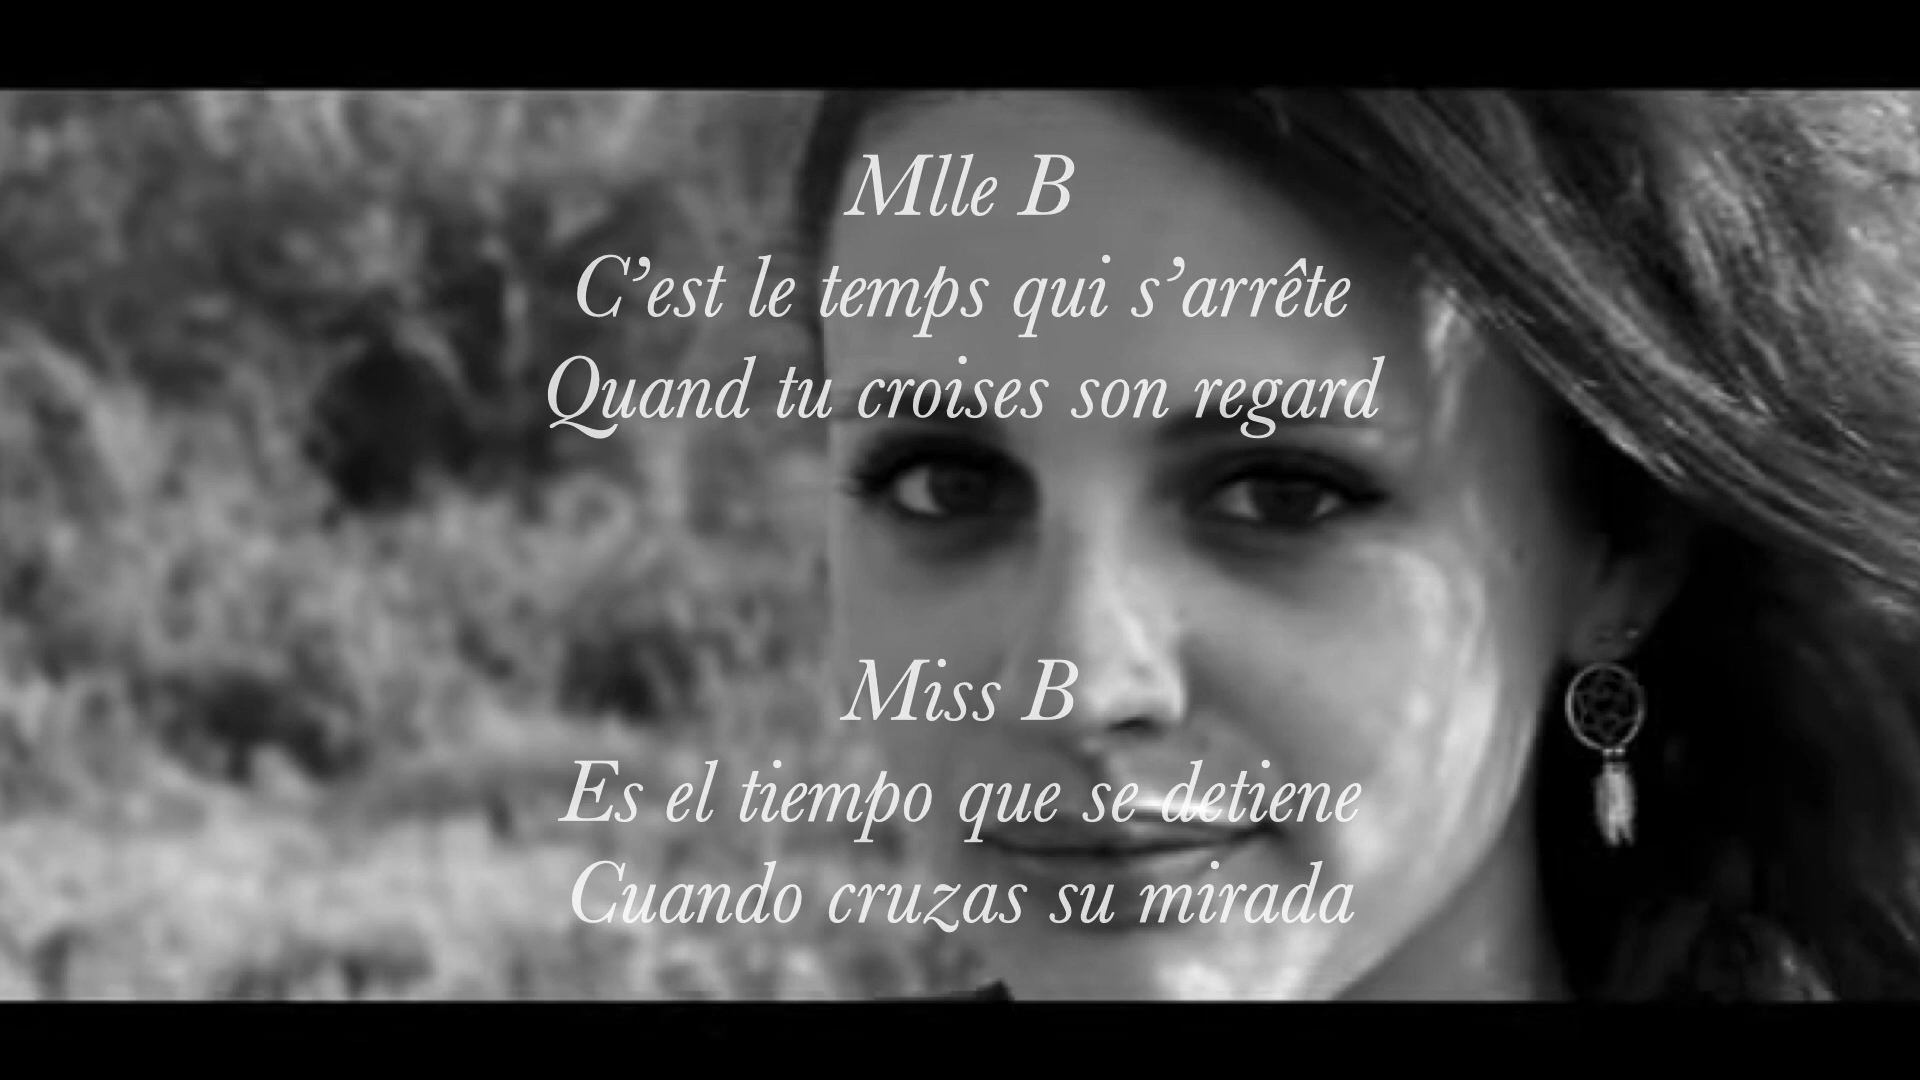 Mlle B
C’est le temps qui s’arrête
Quand tu croises son regard
Miss B
Es el tiempo que se detiene
Cuando cruzas su mirada